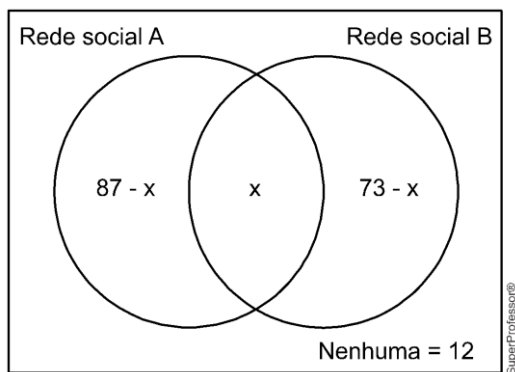 Rede social A
Rede social B
87 - x
x
73 - x
Nenhuma = 12
SuperProfessor®